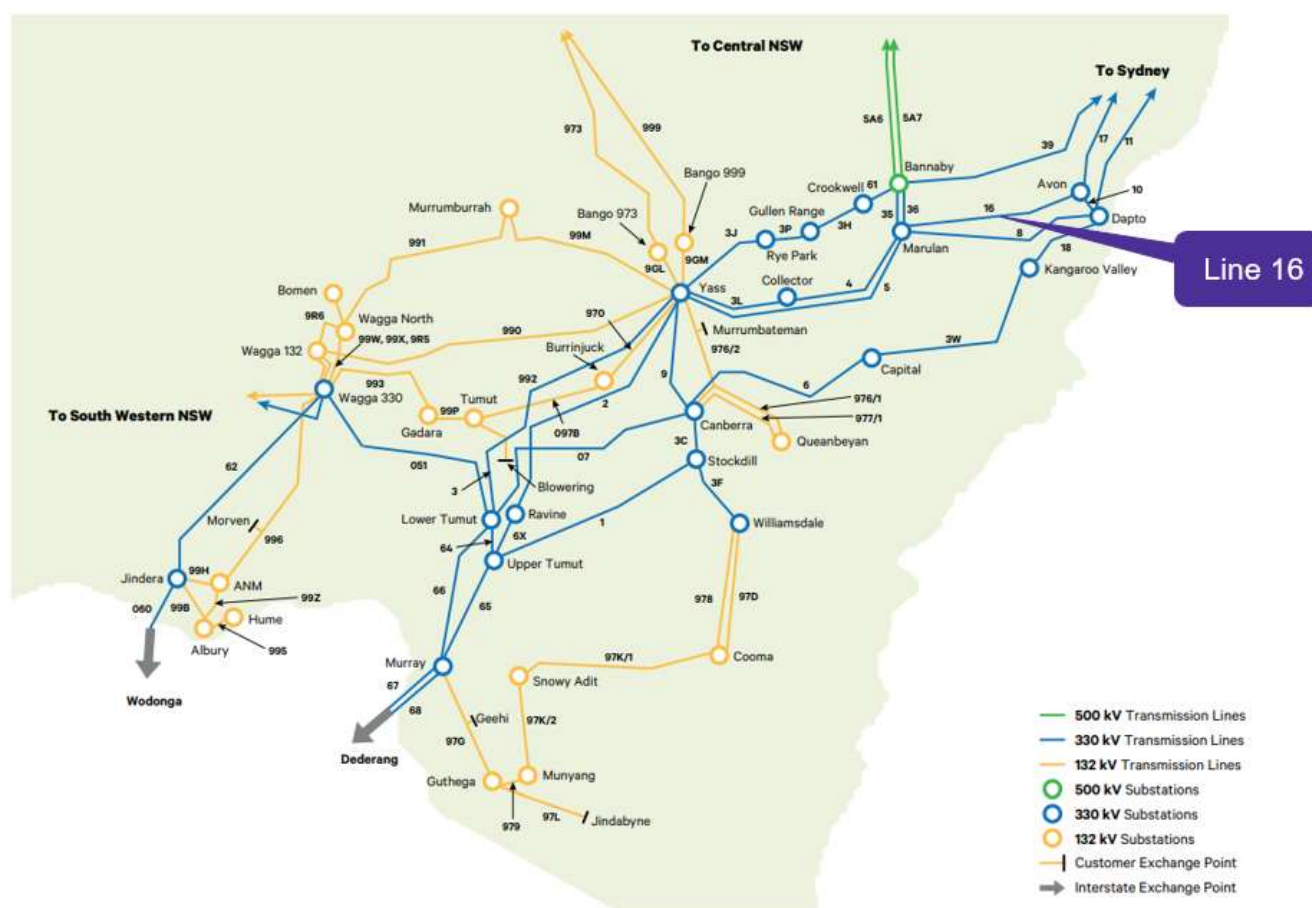 To Central NSW
To Sydney
973
999
5A6
5A7
39
17
11
Bannaby
Bango 999
Crookwell
61
Avon
10
Murrumburrah
Gullen Range
35
36
16
Dapto
Bango 973
3J
3P
3H
8
991
99M
Rye Park
Marulan
18
Line 16
9GL
9GM
Collector
4
Kangaroo Valley
Bomen
Yass
3L
5
9R6
Wagga North
970
99W, 99X, 9R5
990
Murrumbateman
Wagga 132
Burrinjuck
976/2
3W
992
9
Capital
993
6
Wagga 330
Tumut
2
976/1
To South Western NSW
99P
Gadara
097B
Canberra
977/1
Queanbeyan
07
3C
62
051
Stockdill
3
Blowering
3F
Morven
Lower Tumut
Ravine
1
Williamsdale
996
64
6X
Upper Tumut
Jindera
99H
ANM
66
060
99B
99Z
65
978
97D
Hume
Albury
995
97K/1
Cooma
Murray
Snowy Adit
67
Wodonga
68
Geehi
97K/2
97G
Dederang
Guthega
Munyang
979
97L
Jindabyne
500 kV Transmission Lines
330 kV Transmission Lines
132 kV Transmission Lines
500 kV Substations
330 kV Substations
132 kV Substations
Customer Exchange Point
Interstate Exchange Point